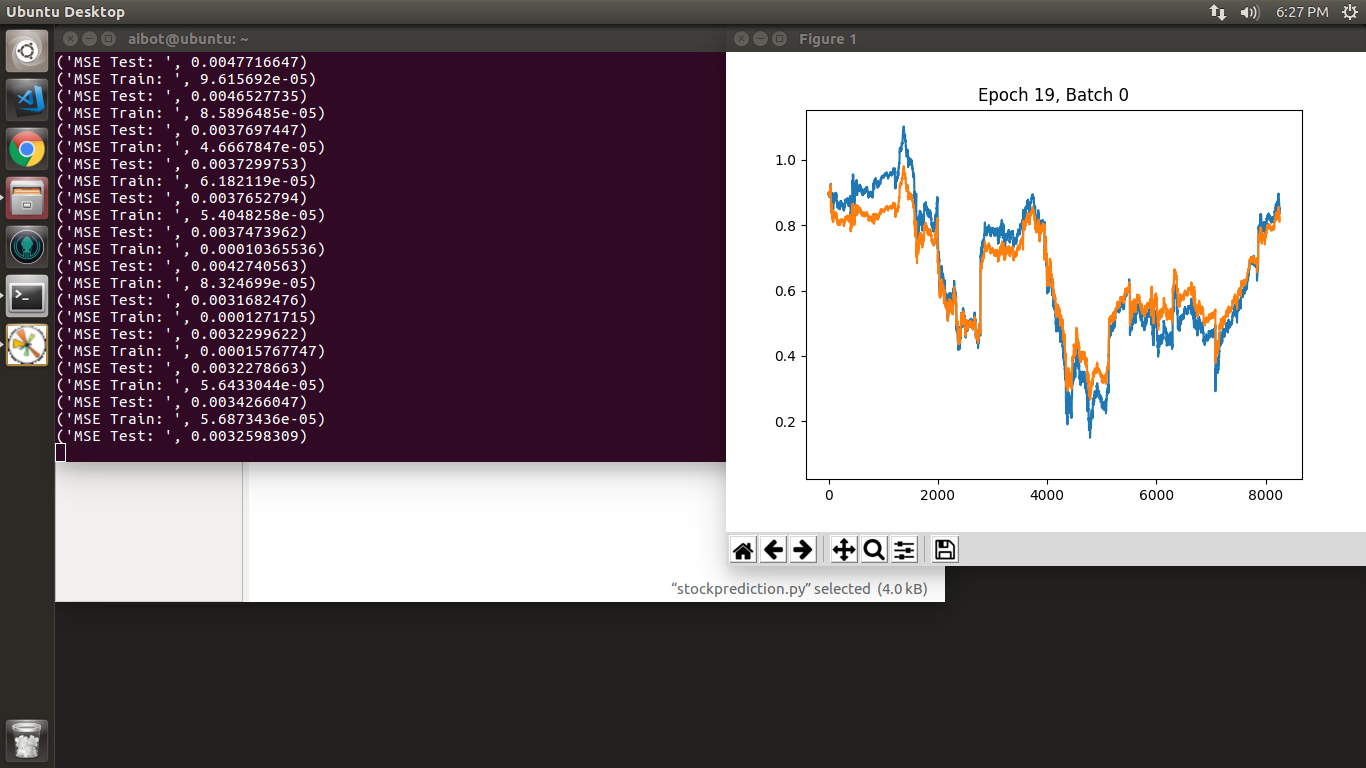 Ubuntu Desktop
6:27 PM
aibot@ubuntu: ~
('MSE Test: ', 0.0047716647)
('MSE Train: ', 9.615692e-05)
('MSE Test: ', 0.0046527735)
('MSE Train: ', 8.5896485e-05)
('MSE Test: ', 0.0037697447)
('MSE Train: ', 4.6667847e-05)
('MSE Test: ', 0.0037299753)
('MSE Train: ', 6.182119e-05)
('MSE Test: ', 0.0037652794)
('MSE Train: ', 5.4048258e-05)
('MSE Test: ', 0.0037473962)
('MSE Train: ', 0.00010365536)
('MSE Test: ', 0.0042740563)
('MSE Train: ', 8.324699e-05)
('MSE Test: ', 0.0031682476)
('MSE Train: ', 0.0001271715)
('MSE Test: ', 0.0032299622)
('MSE Train: ', 0.00015767747)
('MSE Test: ', 0.0032278663)
('MSE Train: ', 5.6433044e-05)
('MSE Test: ', 0.0034266047)
('MSE Train: ', 5.6873436e-05)
('MSE Test: ', 0.0032598309)
Figure 1
Epoch 19, Batch 0
1.0
0.8
0.6
0.4
0.2
0 2000 4000 6000 8000
“stockprediction.py” selected (4.0 kB)